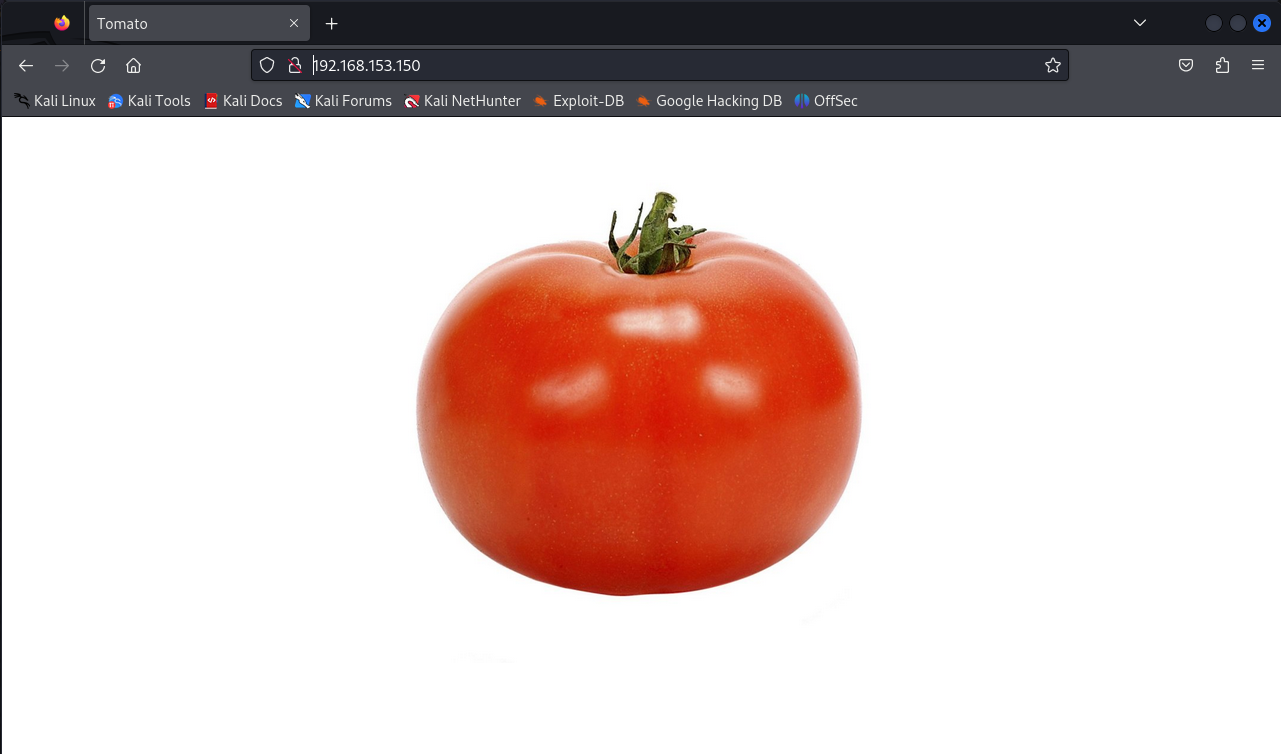 Tomato
192.168.153.150
Kali Linux Kali Tools Kali Docs Kali Forums Kali NetHunter Exploit-DB Google Hacking DB OffSec